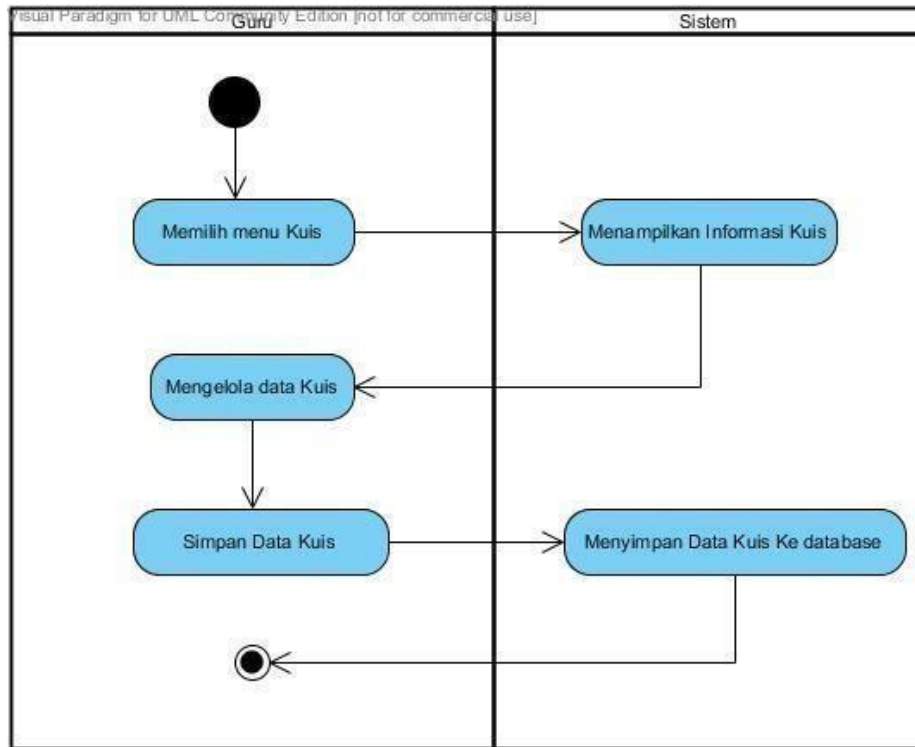 Visual Paradigm for UML Community Edition [not for commercial use]
Guru
Sistem
Memilih menu Kuis
Menampilkan Informasi Kuis
Mengelola data Kuis
Simpan Data Kuis
Menyimpan Data Kuis Ke database